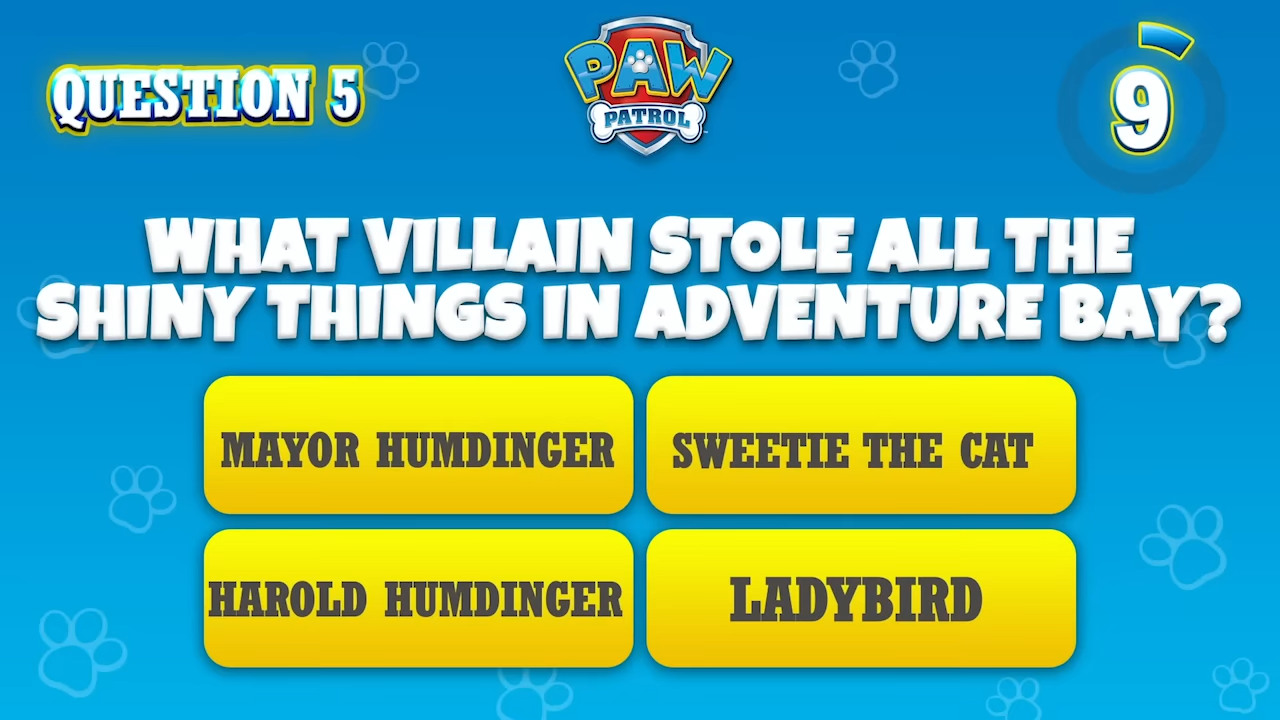 QUESTION 5
PAW
PATROL
9
WHAT VILLAIN STOLE ALL THE
SHINY THINGS IN ADVENTURE BAY?
MAYOR HUMDINGER
SWEETIE THE CAT
HAROLD HUMDINGER
LADYBIRD